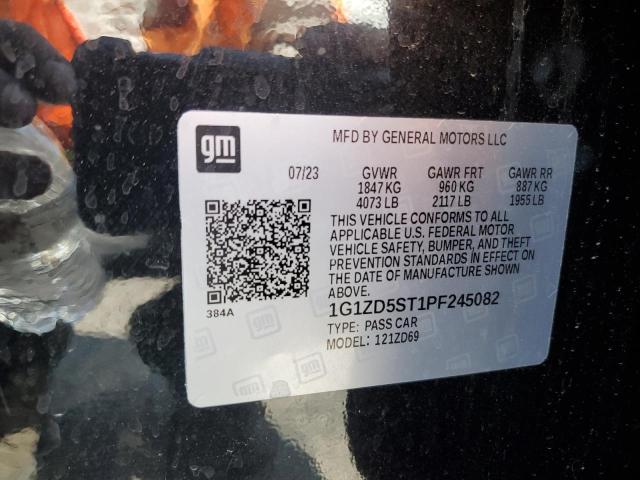 gm
MFD BY GENERAL MOTORS LLC
07/23 GVWR GAWR FRT GAWR RR
1847 KG 960 KG 887 KG
4073 LB 2117 LB 1955 LB
THIS VEHICLE CONFORMS TO ALL
APPLICABLE U.S. FEDERAL MOTOR
VEHICLE SAFETY, BUMPER, AND THEFT
PREVENTION STANDARDS IN EFFECT ON
THE DATE OF MANUFACTURE SHOWN
ABOVE.
384A
1G1ZD5ST1PF245082
TYPE: PASS CAR
MODEL: 121ZD69